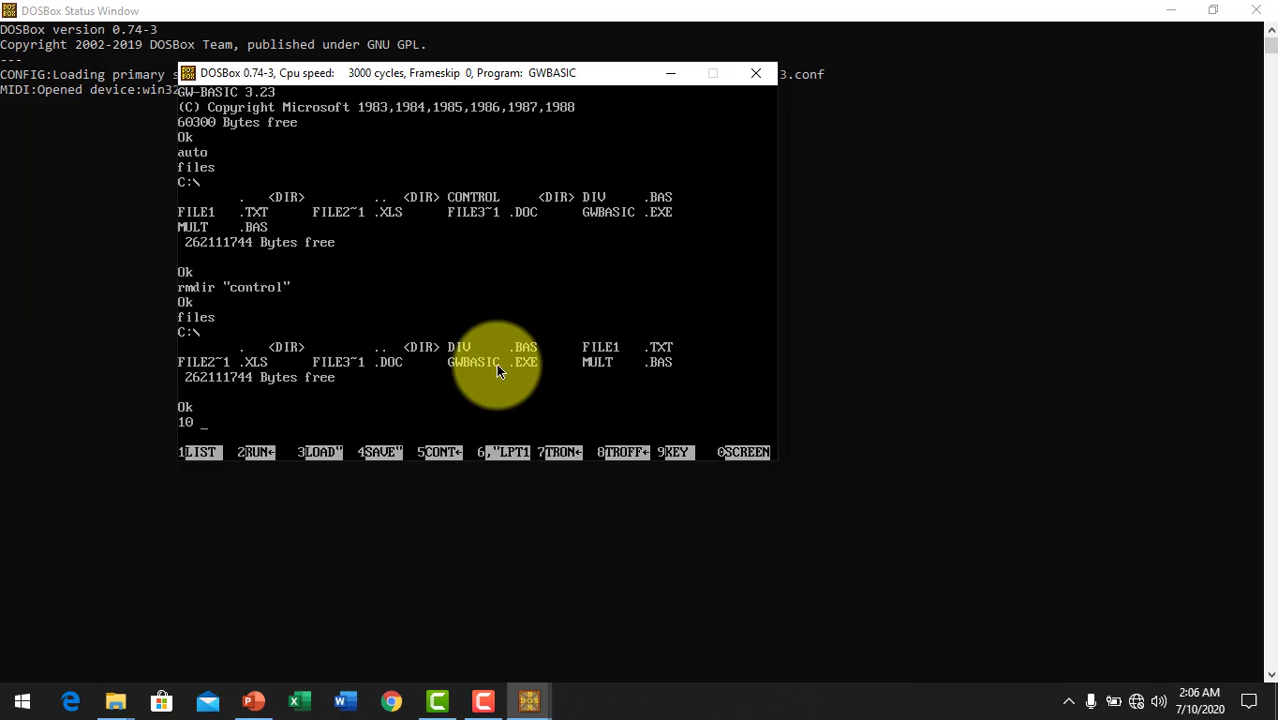 DOSBox Status Window
DOSBox version 0.74-3
Copyright 2002-2019 DOSBox Team, published under GNU GPL.
---
CONFIG:Loading primary s
3.conf
MIDI:Opened device:win32
DOSBox 0.74-3, Cpu speed: 3000 cycles, Frameskip 0, Program: GWBASIC
GW-BASIC 3.23
(C) Copyright Microsoft 1983,1984,1985,1986,1987,1988
60300 Bytes free
Ok
auto
files
C:\
. <DIR> .. <DIR> CONTROL <DIR> DIV .BAS
FILE1 .TXT FILE2~1 .XLS FILE3~1 .DOC GWBASIC .EXE
MULT .BAS
262111744 Bytes free
Ok
rmdir "control"
Ok
files
C:\
. <DIR> .. <DIR> DIV .BAS FILE1 .TXT
FILE2~1 .XLS FILE3~1 .DOC GWBASIC .EXE MULT .BAS
262111744 Bytes free
Ok
10 _
1LIST 2RUN← 3LOAD" 4SAVE" 5CONT← 6,"LPT1 7TRON← 8TROFF← 9KEY 0SCREEN
2:06 AM
7/10/2020